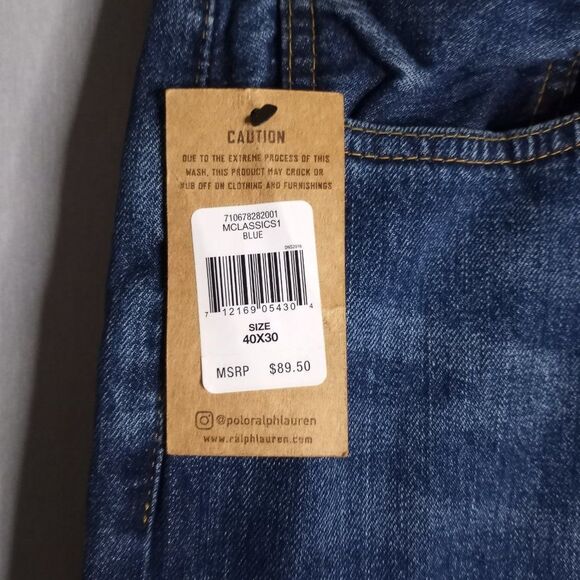 CAUTION
DUE TO THE EXTREME PROCESS OF THIS
WASH, THIS PRODUCT MAY CROCK OR
RUB OFF ON CLOTHING AND FURNISHINGS
710678282001
MCLASSICS1
BLUE
DNS2016
7 12169 05430 4
SIZE
40X30
MSRP $89.50
@poloralphlauren
www.ralphlauren.com